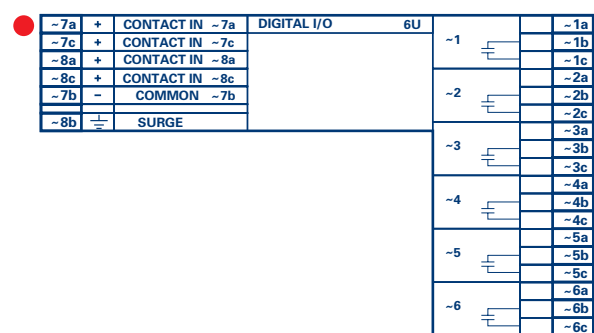 ~7a + CONTACT IN ~7a DIGITAL I/O 6U
~7c + CONTACT IN ~7c
~8a + CONTACT IN ~8a
~8c + CONTACT IN ~8c
~7b - COMMON ~7b
~8b SURGE
~1
~1a
~1b
~1c
~2
~2a
~2b
~2c
~3
~3a
~3b
~3c
~4
~4a
~4b
~4c
~5
~5a
~5b
~5c
~6
~6a
~6b
~6c